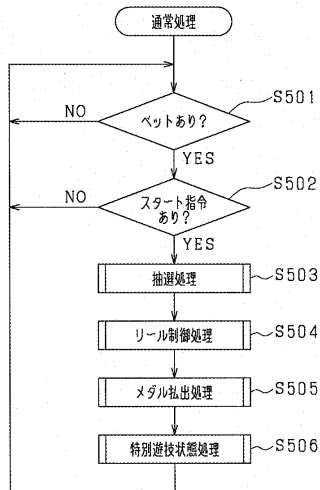 通常処理
S501
ベットあり？
NO
YES
S502
スタート指令
あり？
NO
YES
抽選処理
S503
リール制御処理
S504
メダル払出処理
S505
特別遊技状態処理
S506